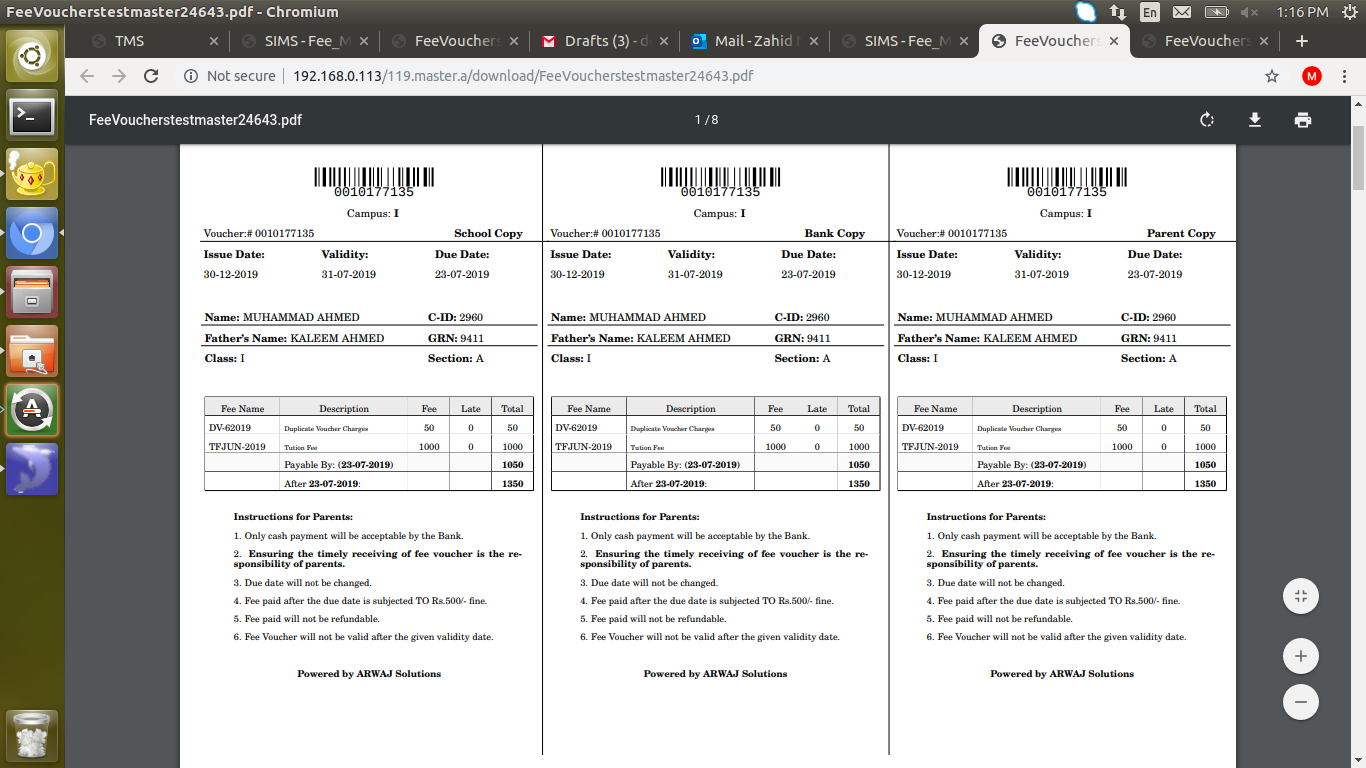 FeeVoucherstestmaster24643.pdf - Chromium
En
1:16 PM
TMS
SIMS - Fee_M
FeeVoucher
Drafts (3) - d
Mail - Zahid
SIMS - Fee_M
FeeVoucher
FeeVoucher
Not secure
192.168.0.113/119.master.a/download/FeeVoucherstestmaster24643.pdf
M
FeeVoucherstestmaster24643.pdf
1 / 8
0010177135
Campus: I
Voucher:# 0010177135 School Copy
Issue Date: Validity: Due Date:
30-12-2019 31-07-2019 23-07-2019
Name: MUHAMMAD AHMED C-ID: 2960
Father's Name: KALEEM AHMED GRN: 9411
Class: I Section: A
Fee Name Description Fee Late Total
DV-62019 Duplicate Voucher Charges 50 0 50
TFJUN-2019 Tution Fee 1000 0 1000
Payable By: (23-07-2019) 1050
After 23-07-2019: 1350
Instructions for Parents:
1. Only cash payment will be acceptable by the Bank.
2. Ensuring the timely receiving of fee voucher is the re-
sponsibility of parents.
3. Due date will not be changed.
4. Fee paid after the due date is subjected TO Rs.500/- fine.
5. Fee paid will not be refundable.
6. Fee Voucher will not be valid after the given validity date.
Powered by ARWAJ Solutions
0010177135
Campus: I
Voucher:# 0010177135 Bank Copy
Issue Date: Validity: Due Date:
30-12-2019 31-07-2019 23-07-2019
Name: MUHAMMAD AHMED C-ID: 2960
Father's Name: KALEEM AHMED GRN: 9411
Class: I Section: A
Fee Name Description Fee Late Total
DV-62019 Duplicate Voucher Charges 50 0 50
TFJUN-2019 Tution Fee 1000 0 1000
Payable By: (23-07-2019) 1050
After 23-07-2019: 1350
Instructions for Parents:
1. Only cash payment will be acceptable by the Bank.
2. Ensuring the timely receiving of fee voucher is the re-
sponsibility of parents.
3. Due date will not be changed.
4. Fee paid after the due date is subjected TO Rs.500/- fine.
5. Fee paid will not be refundable.
6. Fee Voucher will not be valid after the given validity date.
Powered by ARWAJ Solutions
0010177135
Campus: I
Voucher:# 0010177135 Parent Copy
Issue Date: Validity: Due Date:
30-12-2019 31-07-2019 23-07-2019
Name: MUHAMMAD AHMED C-ID: 2960
Father's Name: KALEEM AHMED GRN: 9411
Class: I Section: A
Fee Name Description Fee Late Total
DV-62019 Duplicate Voucher Charges 50 0 50
TFJUN-2019 Tution Fee 1000 0 1000
Payable By: (23-07-2019) 1050
After 23-07-2019: 1350
Instructions for Parents:
1. Only cash payment will be acceptable by the Bank.
2. Ensuring the timely receiving of fee voucher is the re-
sponsibility of parents.
3. Due date will not be changed.
4. Fee paid after the due date is subjected TO Rs.500/- fine.
5. Fee paid will not be refundable.
6. Fee Voucher will not be valid after the given validity date.
Powered by ARWAJ Solutions